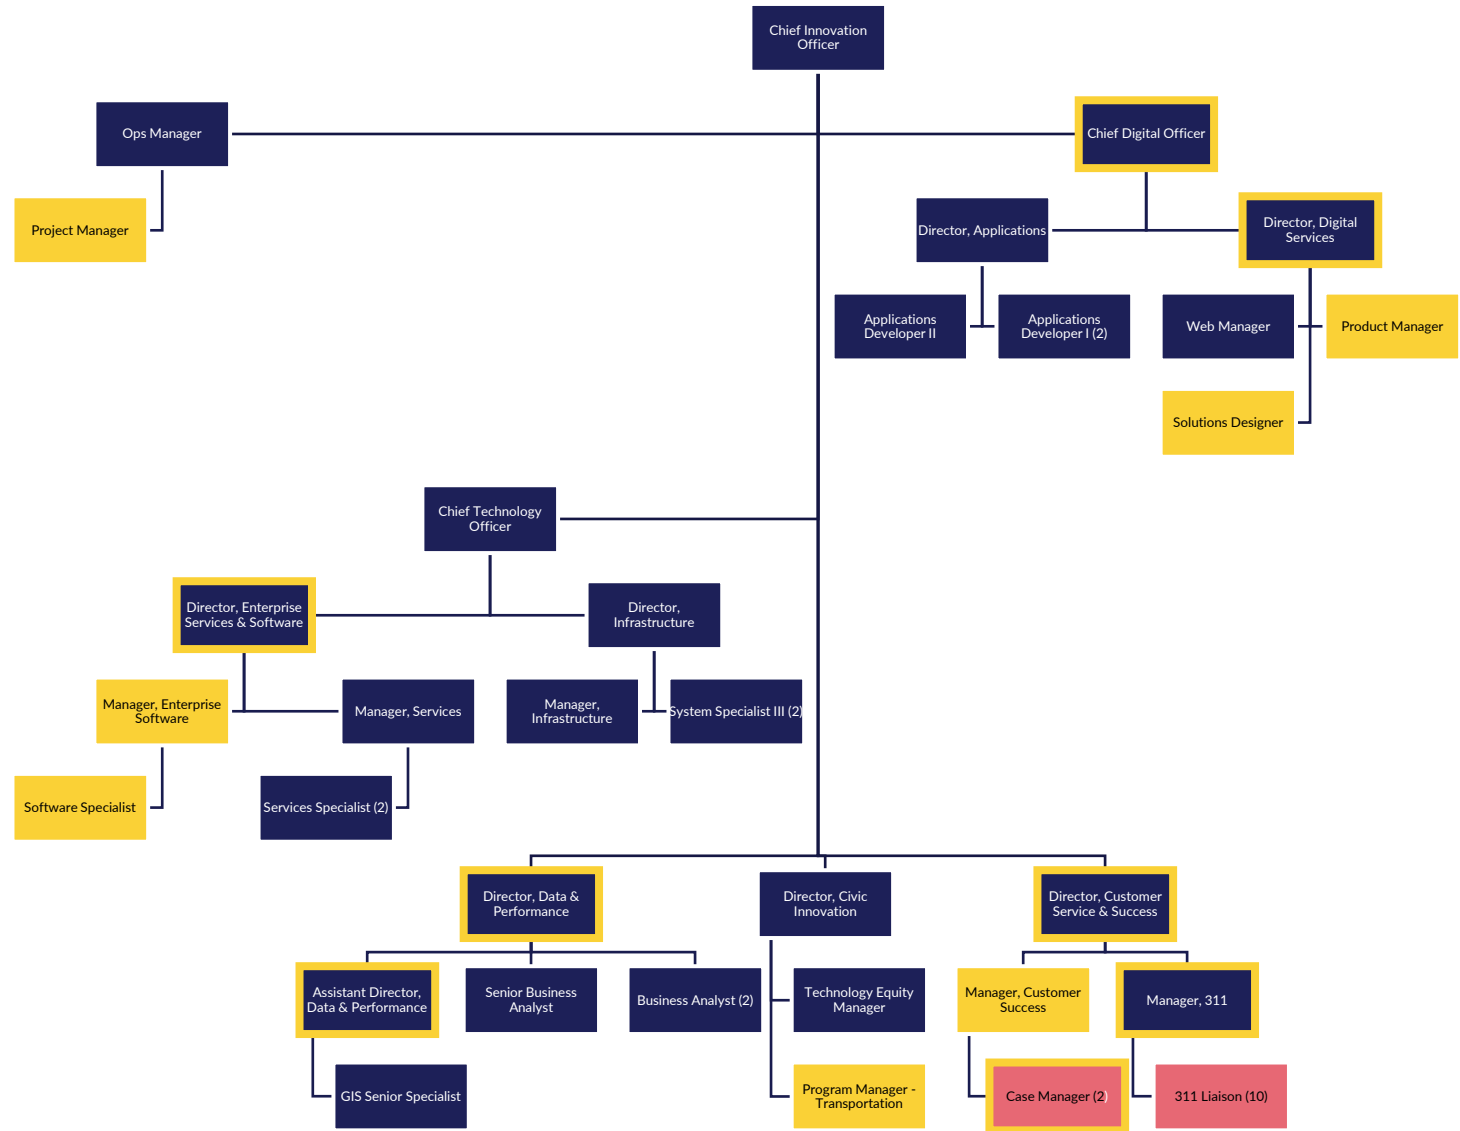 Chief Innovation
Officer
Ops Manager
Chief Digital Officer
Project Manager
Director, Applications
Director, Digital
Services
Applications
Developer II
Applications
Developer I (2)
Web Manager
Product Manager
Solutions Designer
Chief Technology
Officer
Director, Enterprise
Services & Software
Director,
Infrastructure
Manager, Enterprise
Software
Manager, Services
Manager,
Infrastructure
System Specialist III (2)
Software Specialist
Services Specialist (2)
Director, Data &
Performance
Director, Civic
Innovation
Director, Customer
Service & Success
Assistant Director,
Data & Performance
Senior Business
Analyst
Business Analyst (2)
Technology Equity
Manager
Manager, Customer
Success
Manager, 311
GIS Senior Specialist
Program Manager -
Transportation
Case Manager (2)
311 Liaison (10)